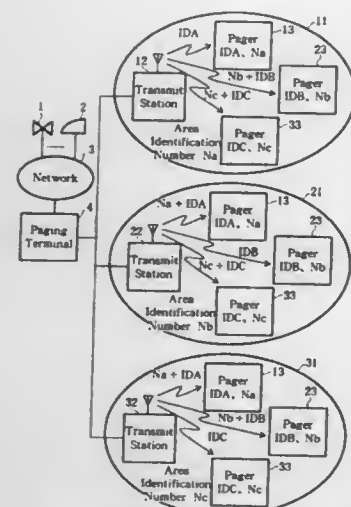 1
2
3
Network
4
Paging
Terminal
11
IDA
13
Pager
IDA, Na
23
Nb + IDB
Pager
IDB, Nb
12
Transmit
Station
Nc + IDC
33
Pager
IDC, Nc
Area
Identification
Number Na
21
Na + IDA
13
Pager
IDA, Na
23
IDB
Pager
IDB, Nb
22
Transmit
Station
Nc + IDC
33
Pager
IDC, Nc
Area
Identification
Number Nb
31
Na + IDA
13
Pager
IDA, Na
23
Nb + IDB
Pager
IDB, Nb
32
Transmit
Station
IDC
33
Pager
IDC, Nc
Area
Identification
Number Nc